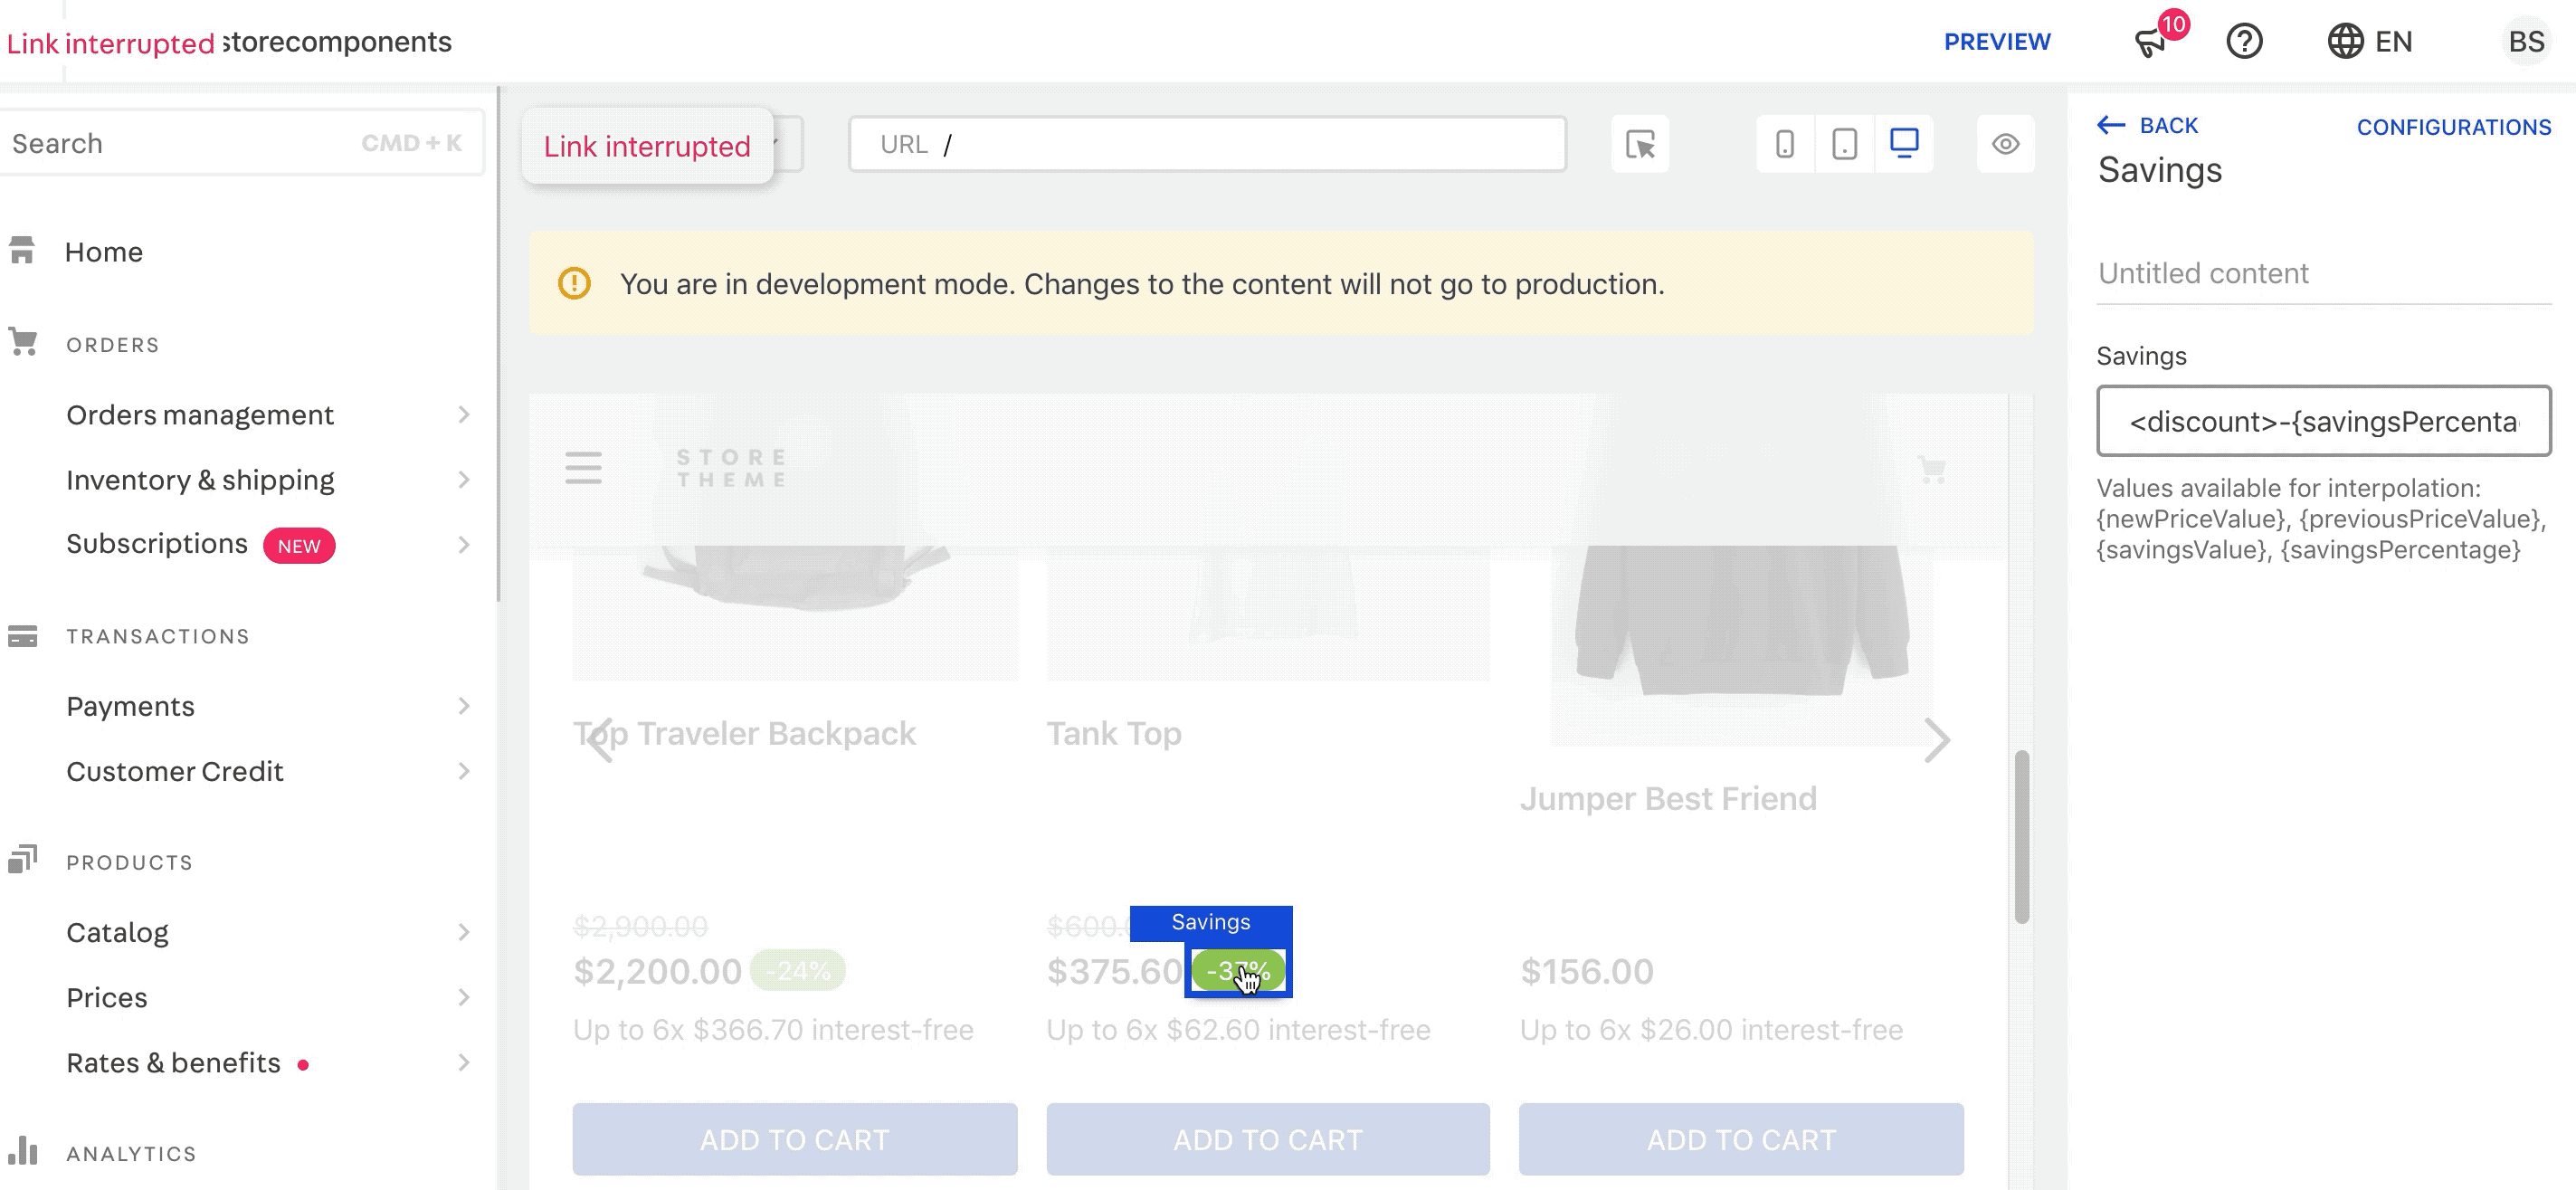 Link interrupted storecomponents
PREVIEW
10
EN
BS
Search
CMD + K
Home
ORDERS
Orders management
Inventory & shipping
Subscriptions NEW
TRANSACTIONS
Payments
Customer Credit
PRODUCTS
Catalog
Prices
Rates & benefits
ANALYTICS
Link interrupted
URL /
You are in development mode. Changes to the content will not go to production.
STORE
THEME
Top Traveler Backpack
Tank Top
Jumper Best Friend
$2,900.00
$2,200.00 -24%
Up to 6x $366.70 interest-free
ADD TO CART
Savings
$375.60 -37%
Up to 6x $62.60 interest-free
ADD TO CART
$156.00
Up to 6x $26.00 interest-free
ADD TO CART
BACK
CONFIGURATIONS
Savings
Untitled content
Savings
<discount>-{savingsPercenta
Values available for interpolation:
{newPriceValue}, {previousPriceValue},
{savingsValue}, {savingsPercentage}